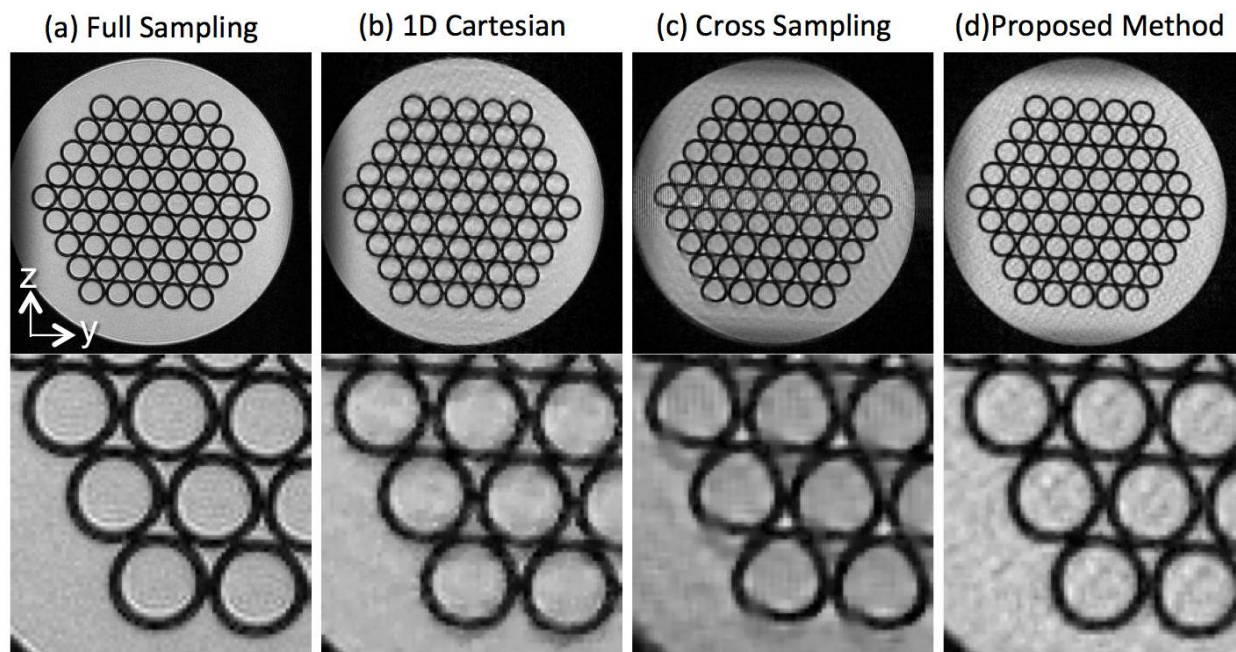 (a) Full Sampling
(b) 1D Cartesian
(c) Cross Sampling
(d)Proposed Method
z
y